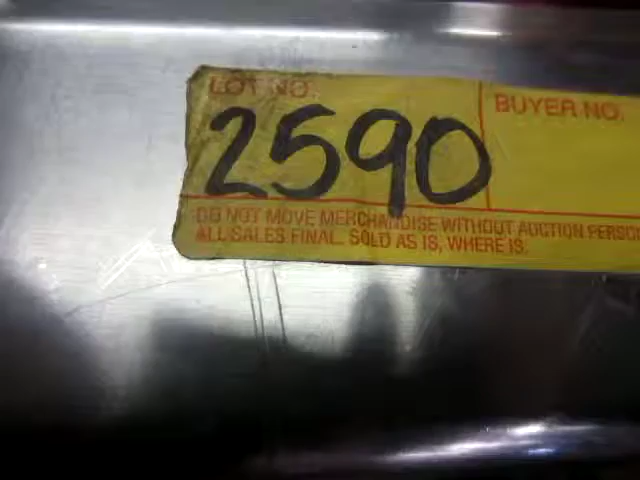 LOT NO.
BUYER NO.
2590
DO NOT MOVE MERCHANDISE WITHOUT AUCTION
ALL SALES FINAL. SOLD AS IS, WHERE IS.